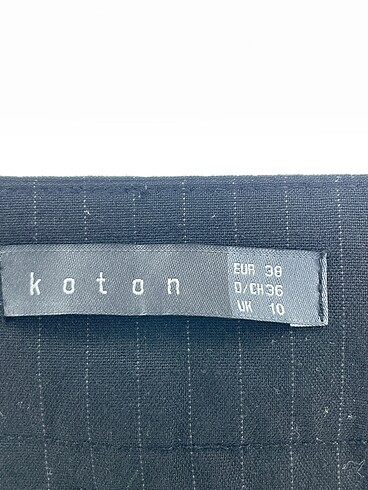 koton
EUR 38
D/CH 36
UK 10